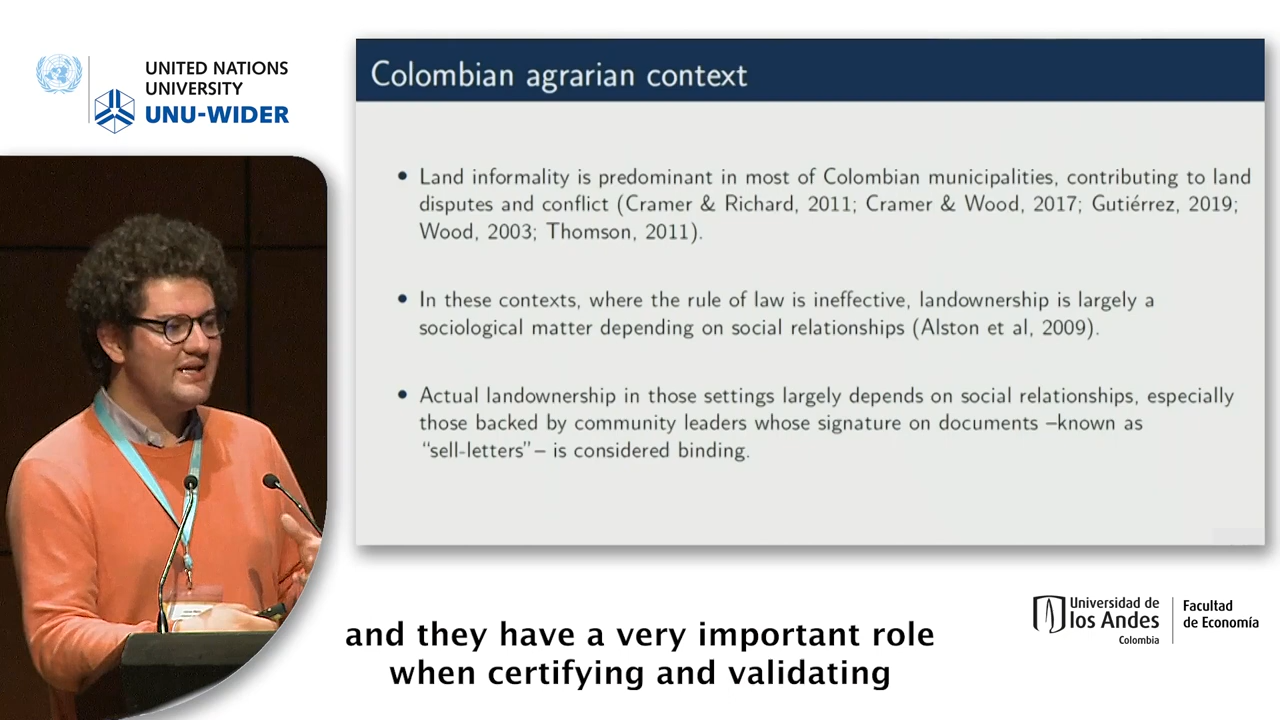 UNITED NATIONS
UNIVERSITY
UNU-WIDER
Colombian agrarian context
• Land informality is predominant in most of Colombian municipalities, contributing to land
disputes and conflict (Cramer & Richard, 2011; Cramer & Wood, 2017; Gutiérrez, 2019;
Wood, 2003; Thomson, 2011).
• In these contexts, where the rule of law is ineffective, landownership is largely a
sociological matter depending on social relationships (Alston et al, 2009).
• Actual landownership in those settings largely depends on social relationships, especially
those backed by community leaders whose signature on documents –known as
“sell-letters”– is considered binding.
and they have a very important role
when certifying and validating
Universidad de
los Andes
Colombia
Facultad
de Economía